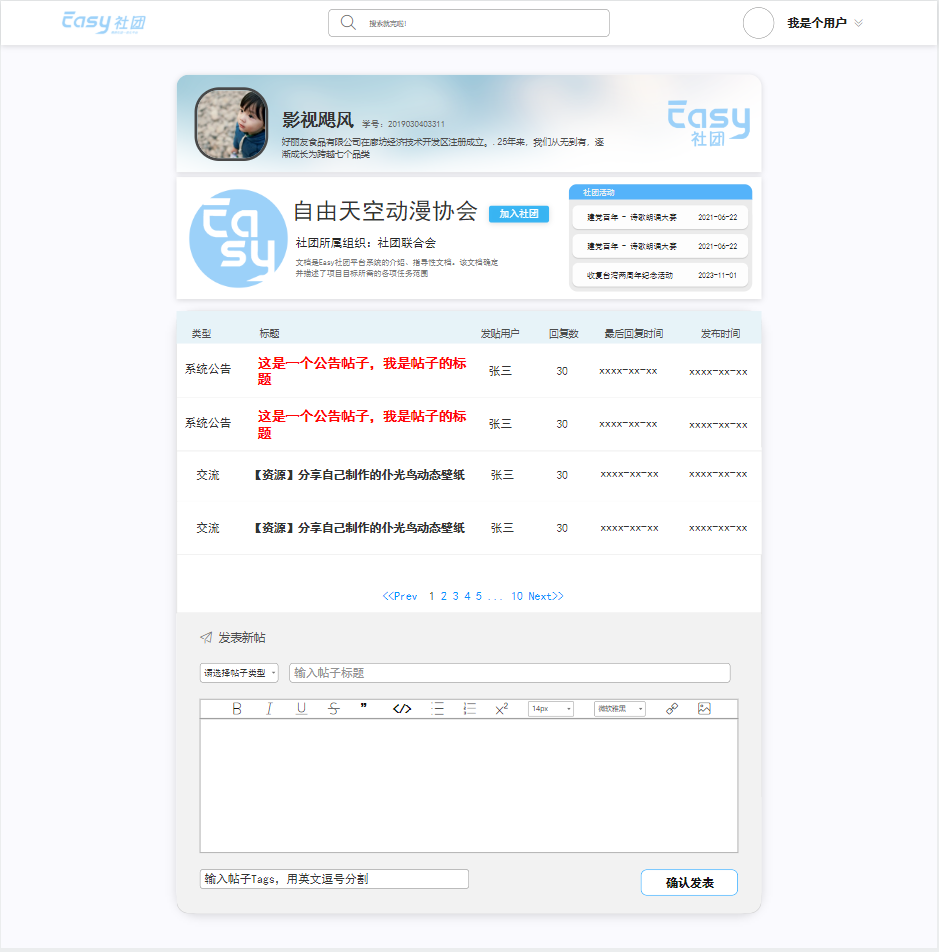 Easy社团
搜索就完啦!
我是个用户
影视飓风 学号：2019030403311
好丽友食品有限公司在廊坊经济技术开发区注册成立。. 25年来，我们从无到有，逐
渐成长为跨越七个品类
Easy
社团
Easy
自由天空动漫协会 加入社团
社团所属组织：社团联合会
文档是Easy社团平台系统的介绍、指导性文档。该文档确定
并描述了项目目标所需的各项任务范围
社团活动
建党百年 - 诗歌朗诵大赛 2021-06-22
建党百年 - 诗歌朗诵大赛 2021-06-22
收复台湾两周年纪念活动 2023-11-01
类型 标题 发贴用户 回复数 最后回复时间 发布时间
系统公告 这是一个公告帖子，我是帖子的标
题 张三 30 xxxx-xx-xx xxxx-xx-xx
系统公告 这是一个公告帖子，我是帖子的标
题 张三 30 xxxx-xx-xx xxxx-xx-xx
交流 【资源】分享自己制作的仆光鸟动态壁纸 张三 30 xxxx-xx-xx xxxx-xx-xx
交流 【资源】分享自己制作的仆光鸟动态壁纸 张三 30 xxxx-xx-xx xxxx-xx-xx
<<Prev 1 2 3 4 5 ... 10 Next>>
发表新帖
请选择帖子类型 输入帖子标题
B I U S ” </> x² 14px 微软雅黑
输入帖子Tags，用英文逗号分割
确认发表